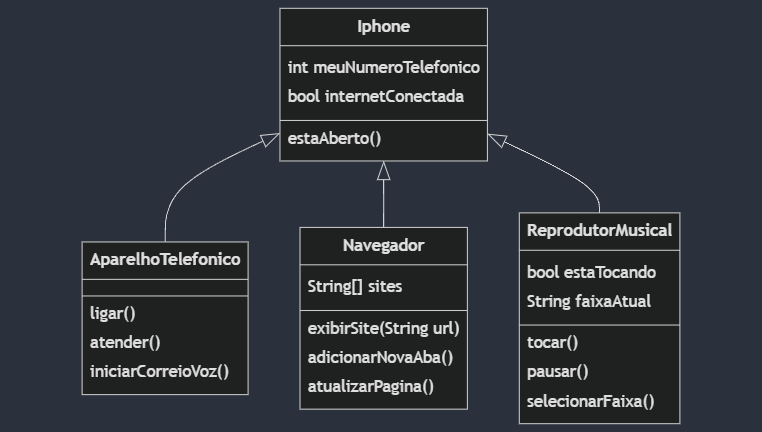 Iphone
int meuNumeroTelefonico
bool internetConectada
estaAberto()
AparelhoTelefonico
ligar()
atender()
iniciarCorreioVoz()
Navegador
String[] sites
exibirSite(String url)
adicionarNovaAba()
atualizarPagina()
ReprodutorMusical
bool estaTocando
String faixaAtual
tocar()
pausar()
selecionarFaixa()